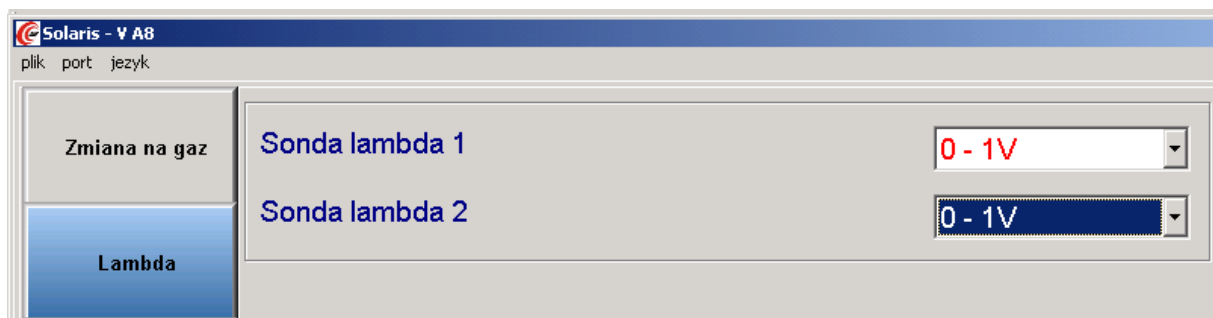 Solaris - V A8
plik port jezyk
Zmiana na gaz
Sonda lambda 1
0 - 1V
Sonda lambda 2
0 - 1V
Lambda